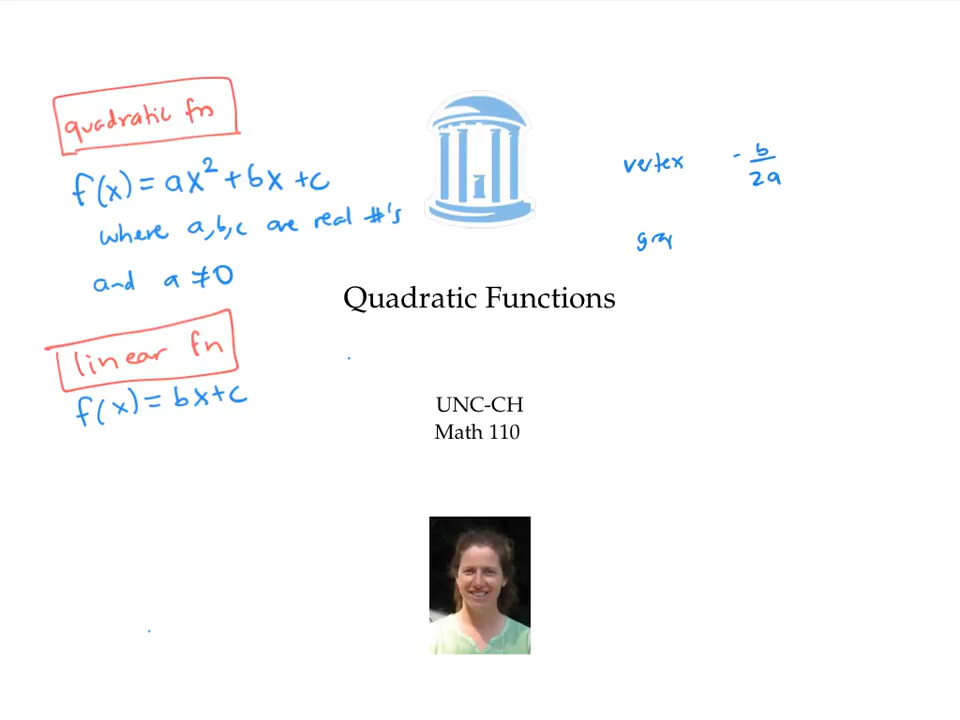 quadratic fn
f(x) = ax² + bx + c
where a, b, c are real #'s
and a ≠ 0
linear fn
f(x) = bx + c
Quadratic Functions
UNC-CH
Math 110
vertex - b/2a